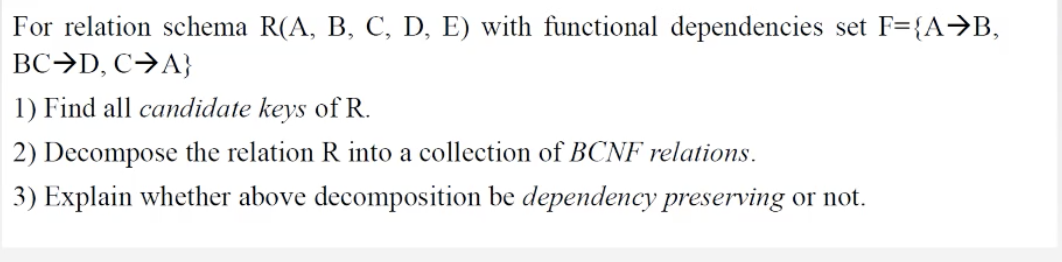 For relation schema R(A, B, C, D, E) with functional dependencies set F={A→B,
BC→D, C→A}
1) Find all candidate keys of R.
2) Decompose the relation R into a collection of BCNF relations.
3) Explain whether above decomposition be dependency preserving or not.